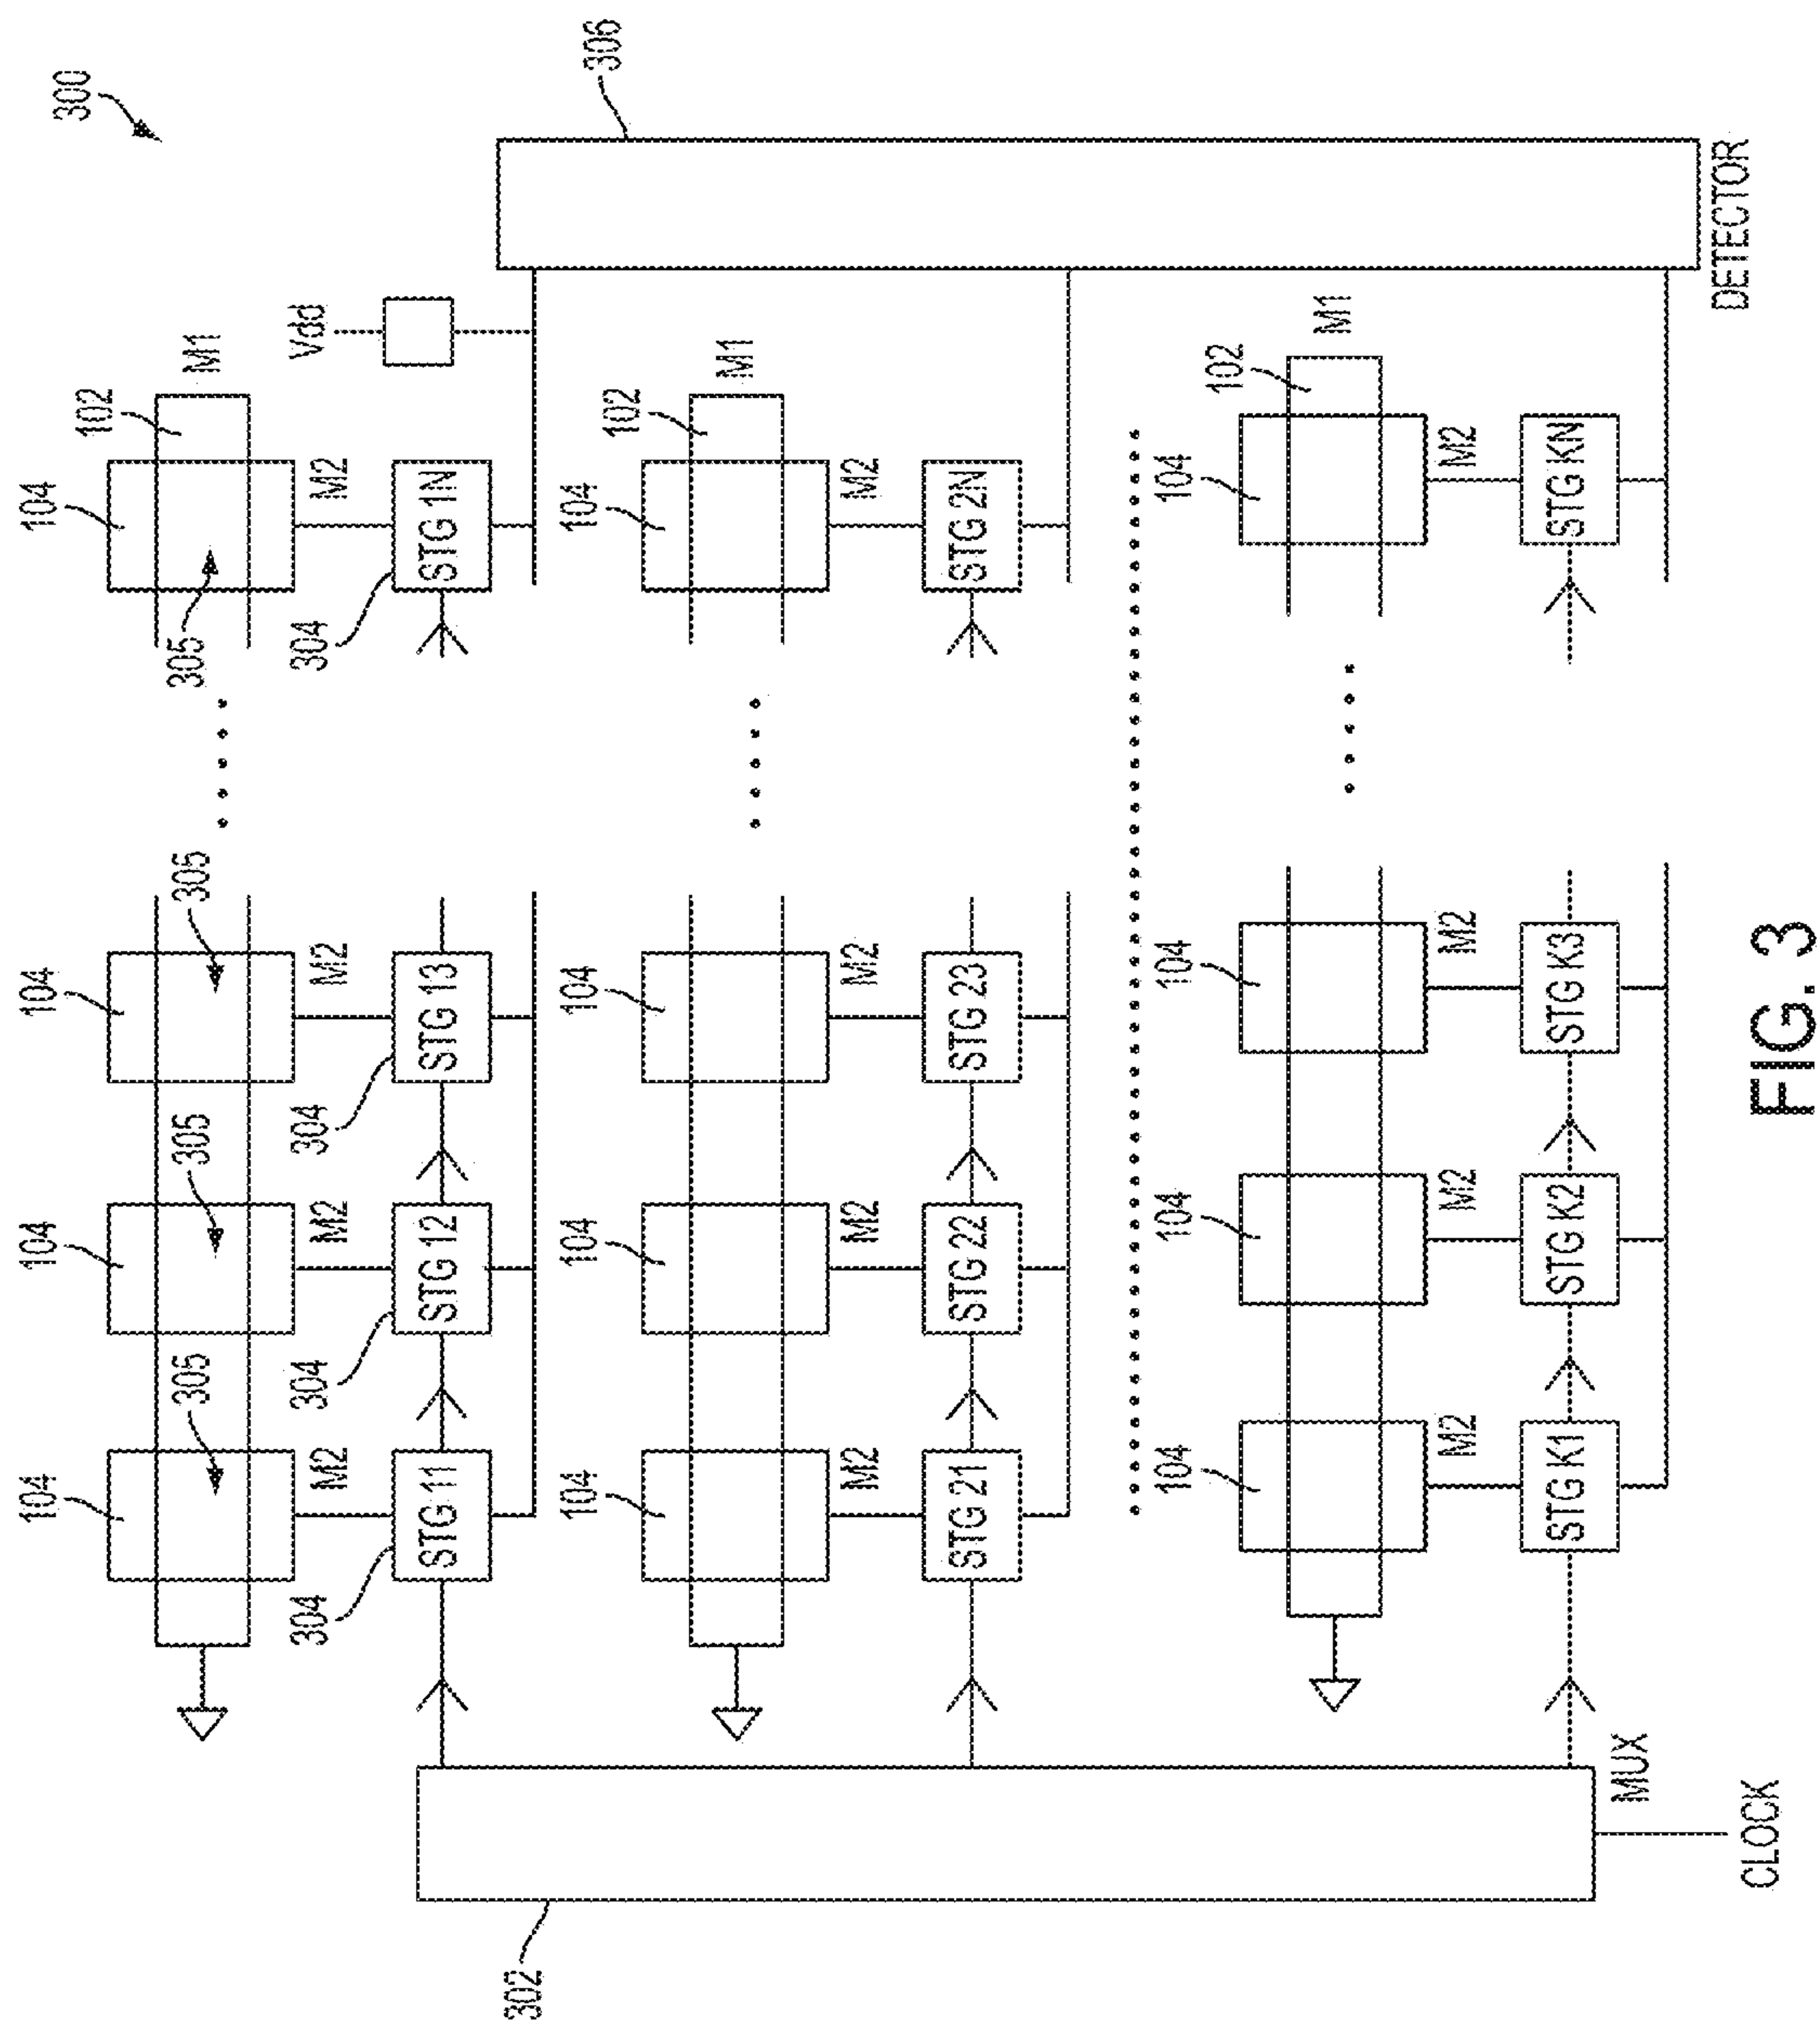 104
104
104
104
300
102
305
305
305
305
M1
304
304
304
304
Vdd
M2
M2
M2
M2
STG 11
STG 12
STG 13
STG 1N
302
104
104
104
104
306
102
M1
M2
M2
M2
M2
STG 21
STG 22
STG 23
STG 2N
104
104
104
104
102
M1
M2
M2
M2
M2
STG K1
STG K2
STG K3
STG KN
MUX
DETECTOR
CLOCK
FIG. 3